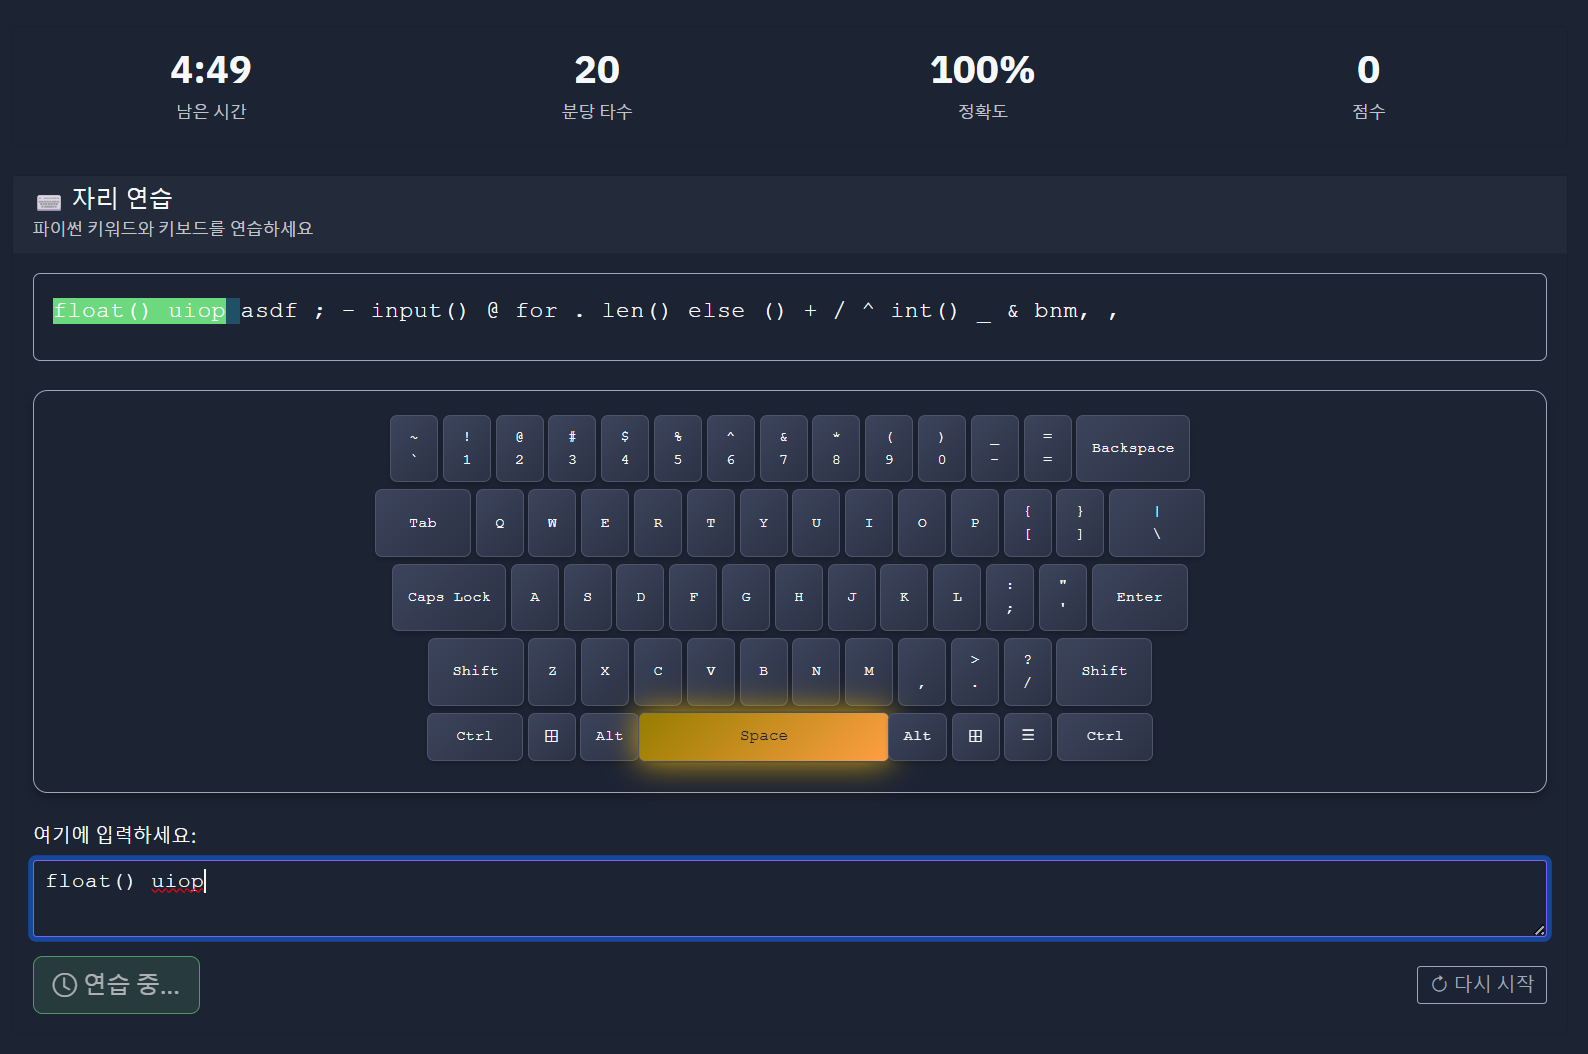 4:49 20 100% 0
남은 시간 분당 타수 정확도 점수
자리 연습
파이썬 키워드와 키보드를 연습하세요
float() uiop asdf ; - input() @ for . len() else () + / ^ int() _ & bnm, ,
~ ! @ # $ % ^ & * ( ) _ =
` 1 2 3 4 5 6 7 8 9 0 - = Backspace
Tab Q W E R T Y U I O P { } |
[ ] \
Caps Lock A S D F G H J K L : " Enter
; '
Shift Z X C V B N M > ? Shift
, . /
Ctrl Alt Space Alt Ctrl
여기에 입력하세요:
float() uiop
연습 중...
다시 시작